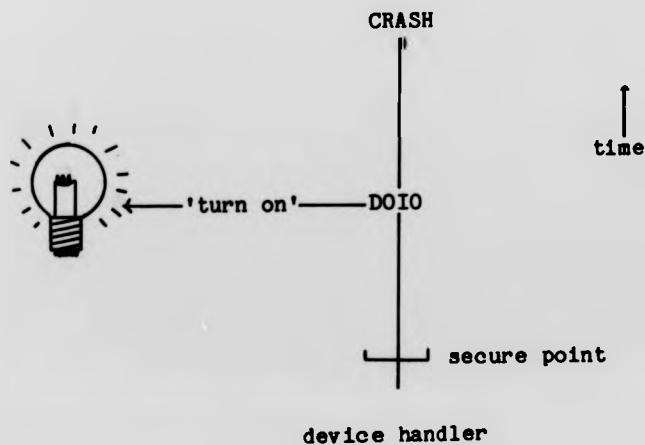 CRASH
time
'turn on'
DOIO
secure point
device handler